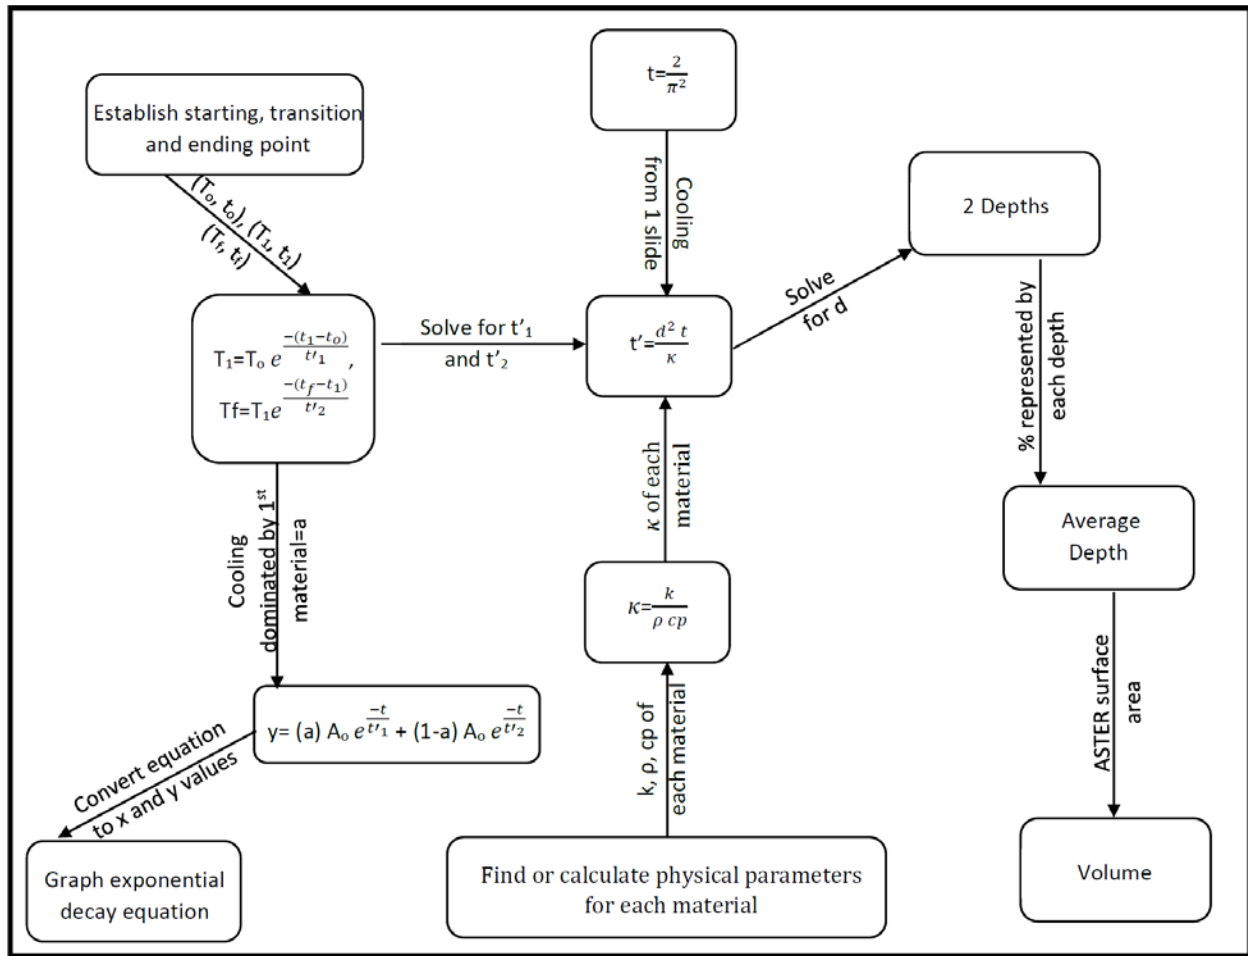 Establish starting, transition
and ending point
(Tₒ, tₒ), (T₁, t₁)
(T_f, t_f)
T₁=Tₒ e^(-(t₁-tₒ)/t′₁),
Tf=T₁e^(-(t_f-t₁)/t′₂)
Solve for t′₁
and t′₂
Cooling
dominated by 1ˢᵗ
material=a
y= (a) Aₒ e^(-t/t′₁) + (1-a) Aₒ e^(-t/t′₂)
Convert equation
to x and y values
Graph exponential
decay equation
t=2/π²
Cooling
from 1 slide
t′=d² t/κ
κ of each
material
κ=k/ρ cp
k, ρ, cp of
each material
Find or calculate physical parameters
for each material
Solve
for d
2 Depths
% represented by
each depth
Average
Depth
ASTER surface
area
Volume